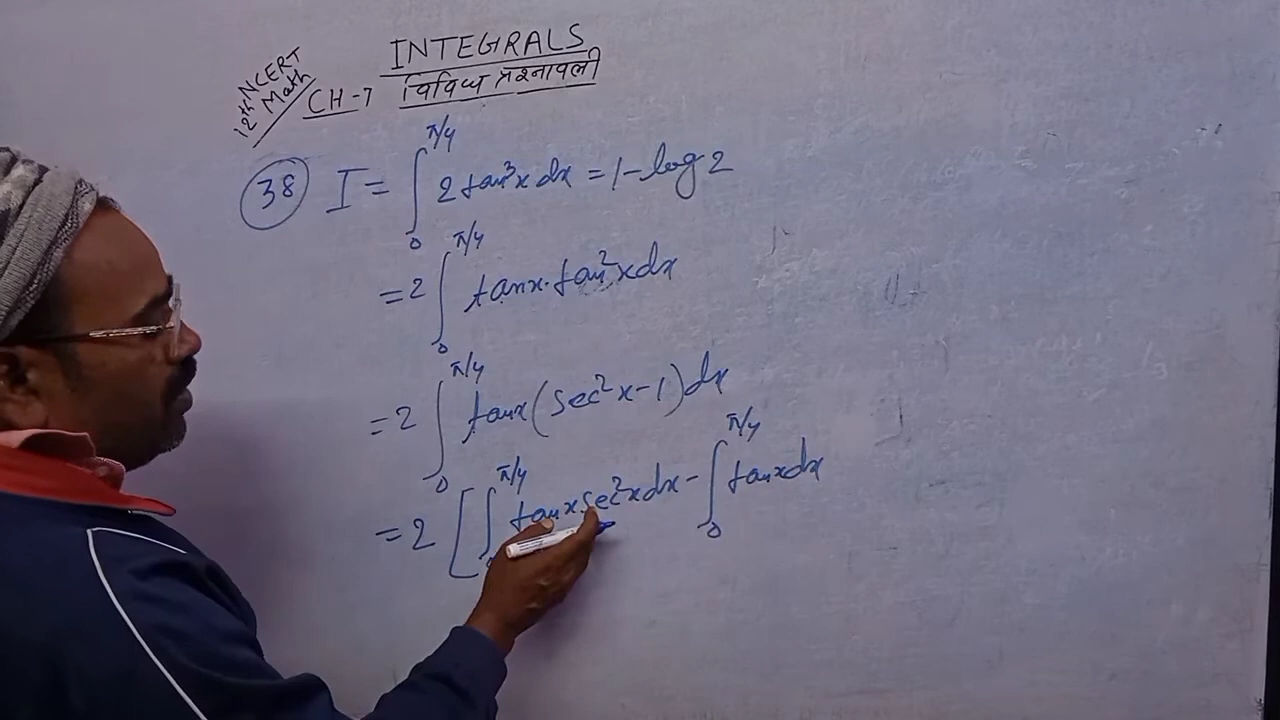 INTEGRALS
12th NCERT
Math
CH-7 विविध प्रश्नावली
38 I = ∫₀^π/4 2 tan³x dx = 1 - log 2
= 2 ∫₀^π/4 tanx · tan²x dx
= 2 ∫₀^π/4 tanx (sec²x - 1) dx
= 2 [ ∫^π/4 tanx sec²x dx - ∫₀^π/4 tanx dx